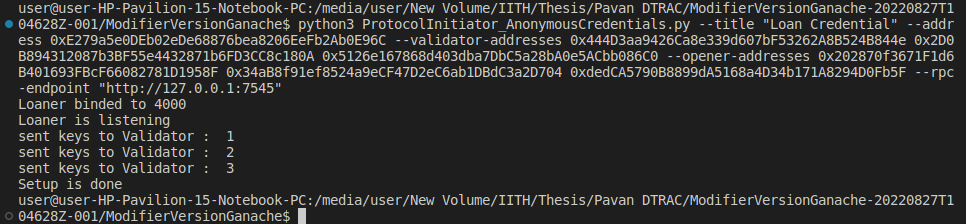 user@user-HP-Pavilion-15-Notebook-PC:/media/user/New Volume/IITH/Thesis/Pavan DTRAC/ModifierVersionGanache-20220827T1
04628Z-001/ModifierVersionGanache$ python3 ProtocolInitiator_AnonymousCredentials.py --title "Loan Credential" --addr
ess 0xE279a5e0DEb02eDe68876bea8206EeFb2Ab0E96C --validator-addresses 0x444D3aa9426Ca8e339d607bF53262A8B524B844e 0x2D0
B894312087b3BF55e4432871b6FD3CC8c180A 0x5126e167868d403dba7DbC5a28bA0e5ACbb086C0 --opener-addresses 0x202870f3671F1d6
B401693FBcF66082781D1958F 0x34aB8f91ef8524a9eCF47D2eC6ab1DBdC3a2D704 0xdedCA5790B8899dA5168a4D34b171A8294D0Fb5F --rpc
-endpoint "http://127.0.0.1:7545"
Loaner binded to 4000
Loaner is listening
sent keys to Validator :  1
sent keys to Validator :  2
sent keys to Validator :  3
Setup is done
user@user-HP-Pavilion-15-Notebook-PC:/media/user/New Volume/IITH/Thesis/Pavan DTRAC/ModifierVersionGanache-20220827T1
04628Z-001/ModifierVersionGanache$